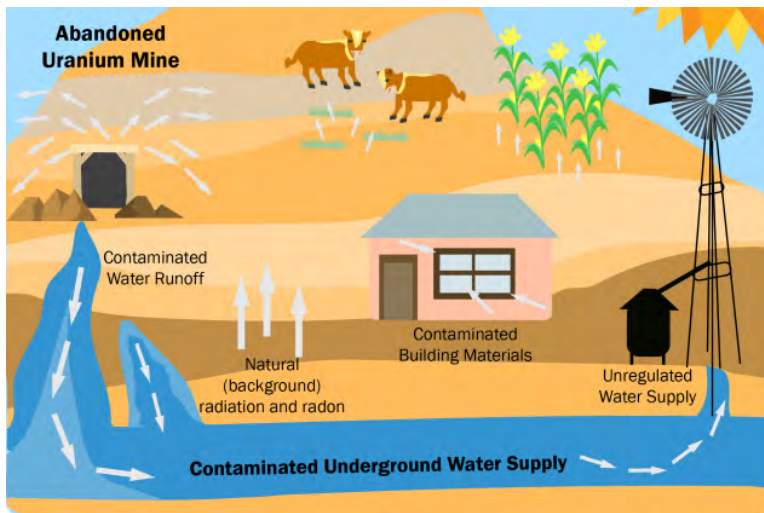 Abandoned
Uranium Mine
Contaminated
Water Runoff
Natural
(background)
radiation and radon
Contaminated
Building Materials
Unregulated
Water Supply
Contaminated Underground Water Supply